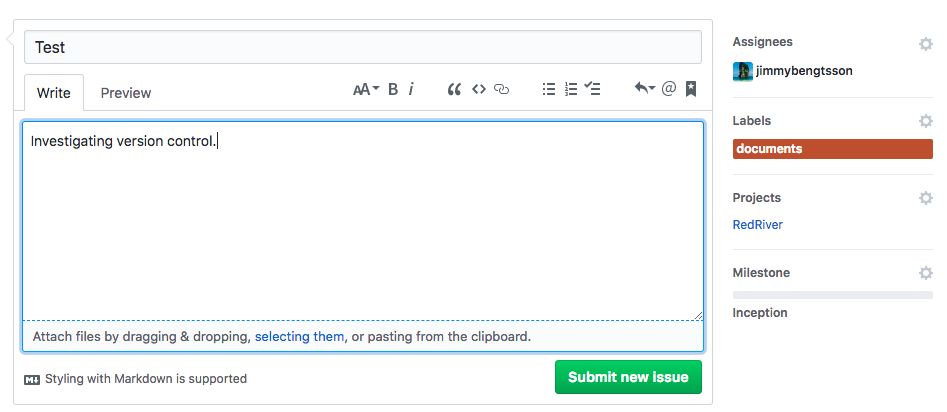 Test
Write Preview
AA B i @
Investigating version control.
Attach files by dragging & dropping, selecting them, or pasting from the clipboard.
Styling with Markdown is supported
Submit new issue
Assignees
jimmybengtsson
Labels
documents
Projects
RedRiver
Milestone
Inception